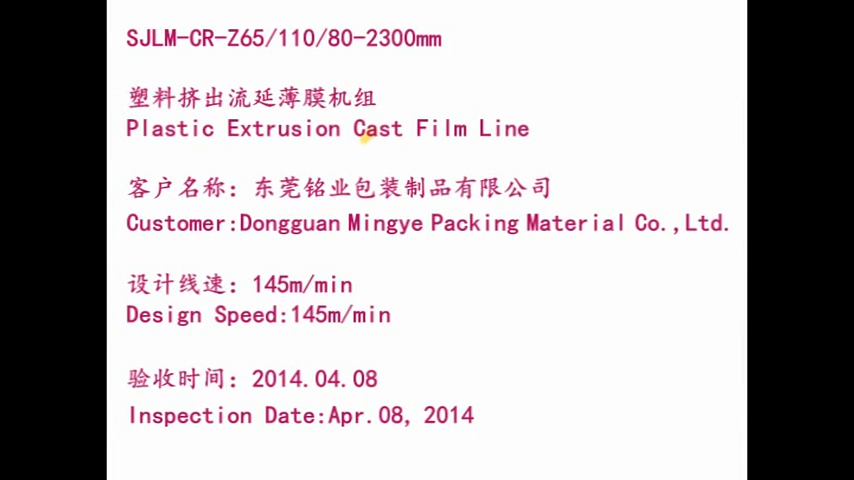 SJLM-CR-Z65/110/80-2300mm
塑料挤出流延薄膜机组
Plastic Extrusion Cast Film Line
客户名称：东莞铭业包装制品有限公司
Customer:Dongguan Mingye Packing Material Co.,Ltd.
设计线速：145m/min
Design Speed:145m/min
验收时间：2014.04.08
Inspection Date:Apr.08, 2014